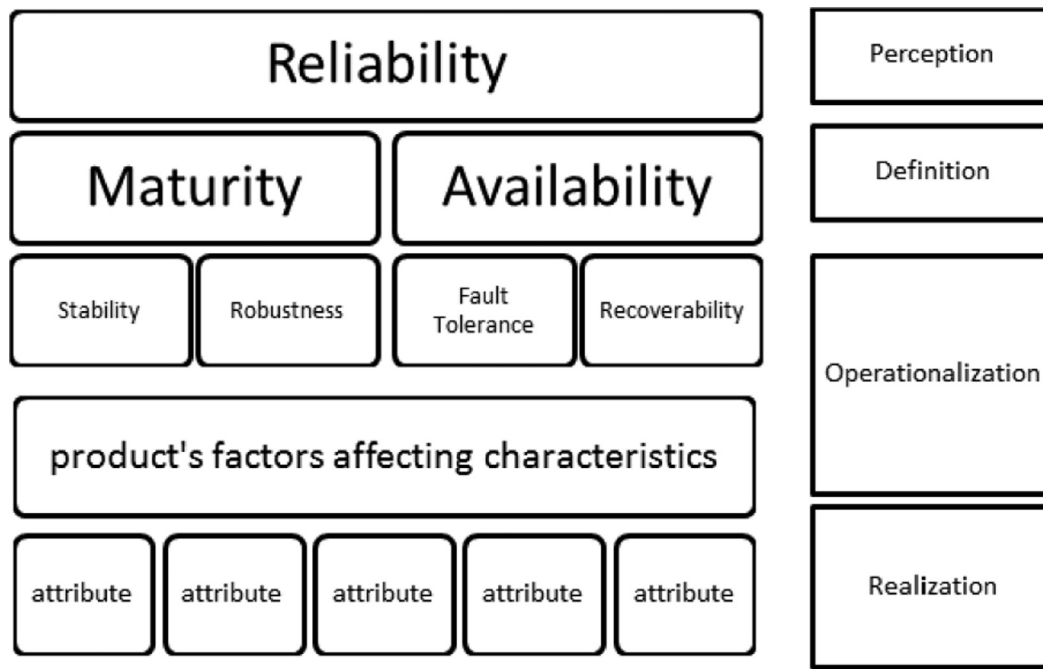 Reliability
Perception
Maturity
Availability
Definition
Stability
Robustness
Fault
Tolerance
Recoverability
Operationalization
product's factors affecting characteristics
attribute
attribute
attribute
attribute
attribute
Realization